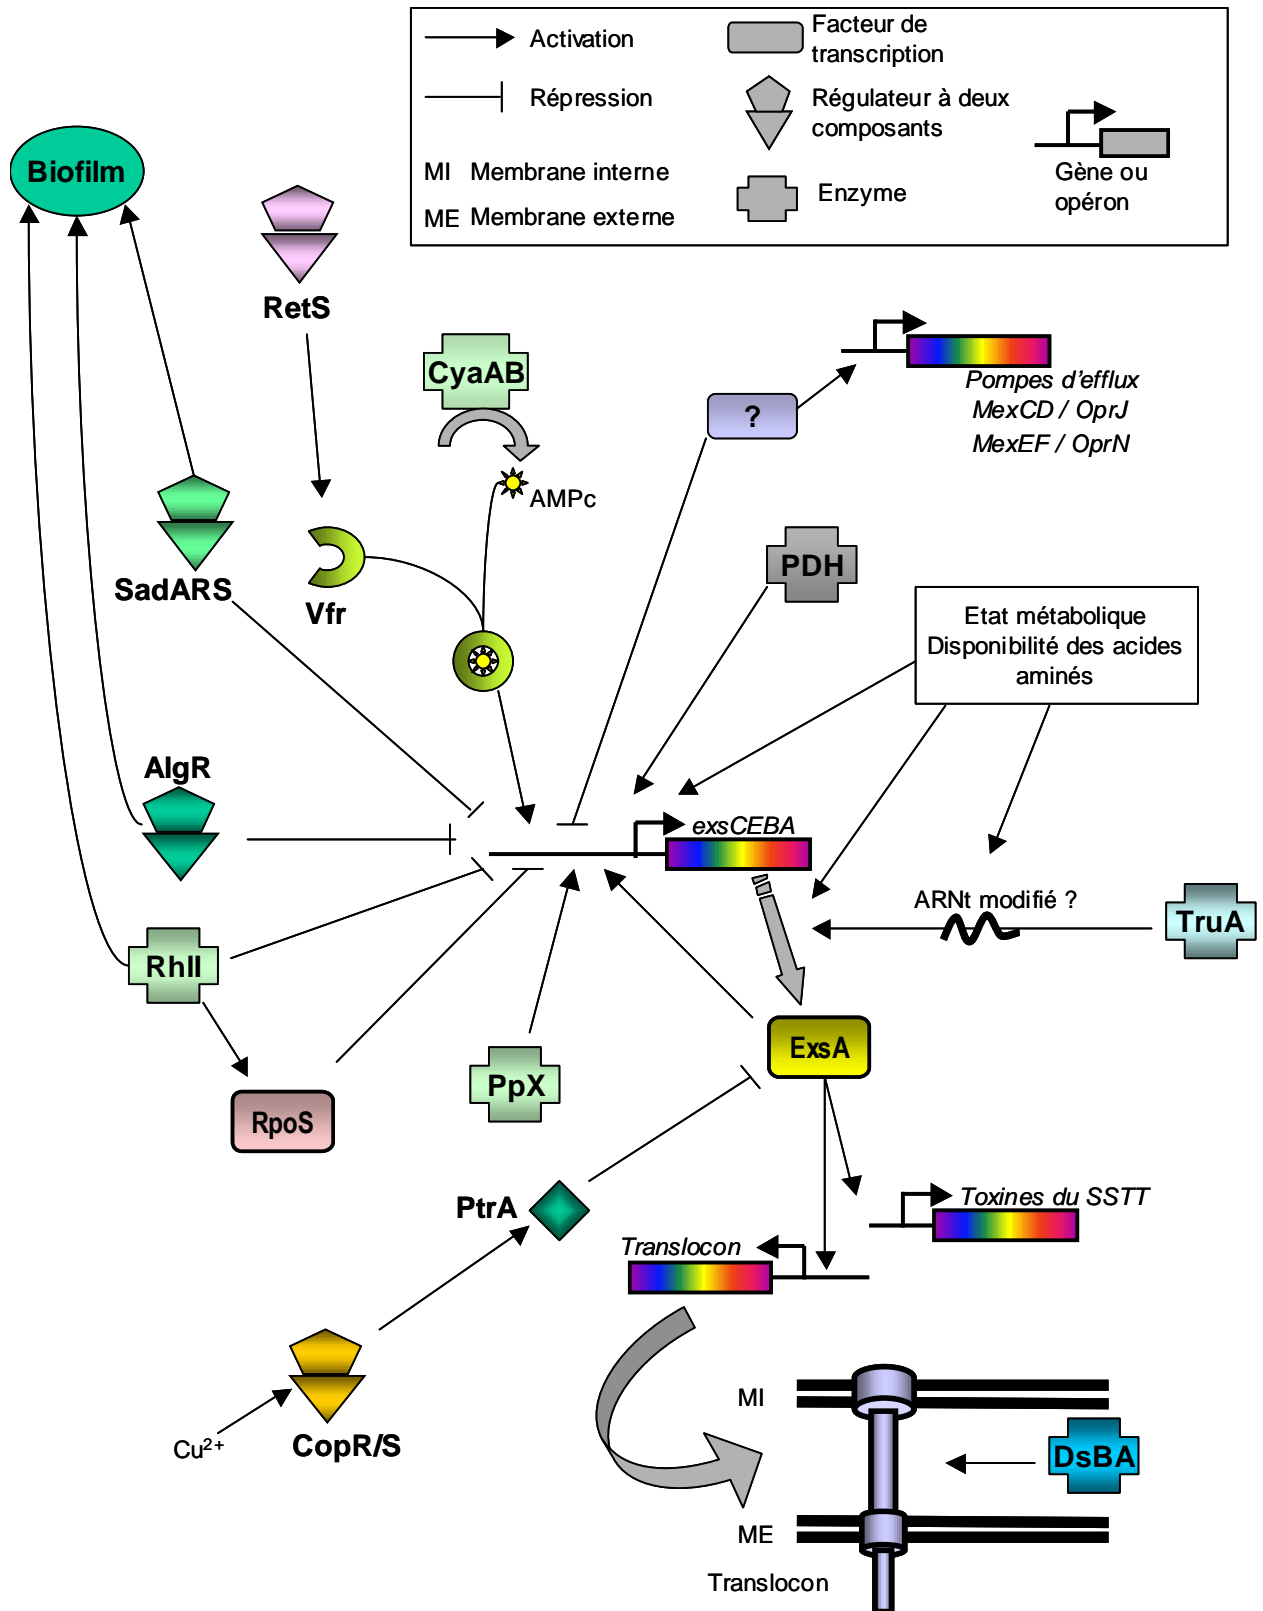 Activation
Facteur de
transcription
Répression
Régulateur à deux
composants
MI Membrane interne
ME Membrane externe
Enzyme
Gène ou
opéron
Biofilm
RetS
CyaAB
AMPc
?
Pompes d'efflux
MexCD / OprJ
MexEF / OprN
SadARS
Vfr
PDH
Etat métabolique
Disponibilité des acides
aminés
AlgR
exsCEBA
ARNt modifié ?
TruA
RhlI
ExsA
PpX
RpoS
PtrA
Toxines du SSTT
Translocon
CopR/S
Cu2+
MI
DsBA
ME
Translocon